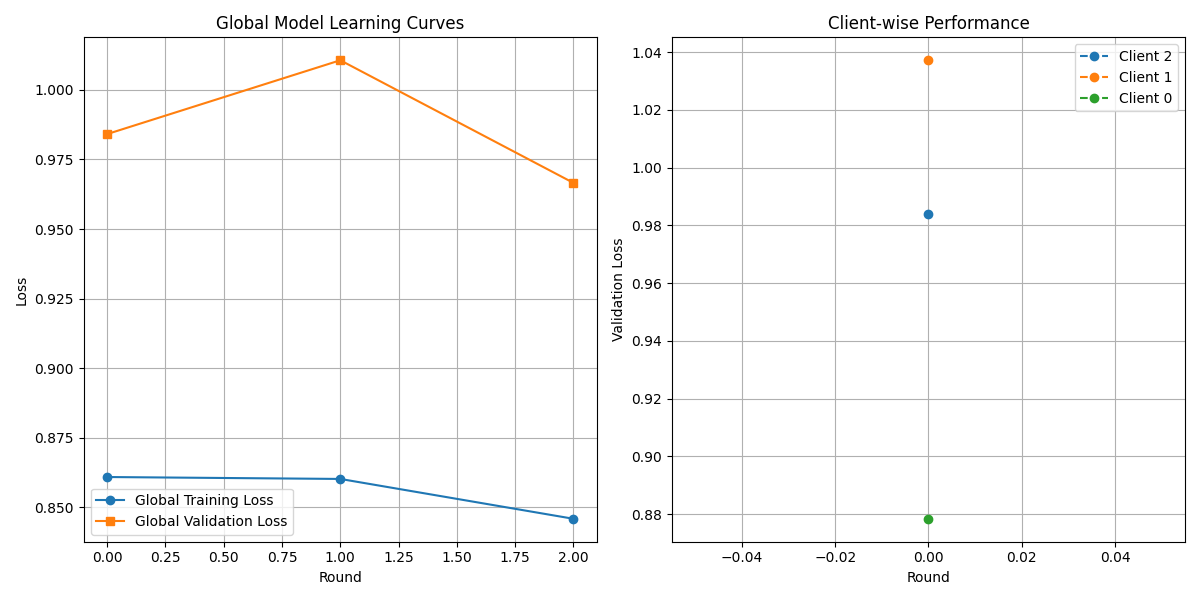 Global Model Learning Curves
1.000
0.975
0.950
0.925
0.900
0.875
0.850
Loss
Global Training Loss
Global Validation Loss
0.00 0.25 0.50 0.75 1.00 1.25 1.50 1.75 2.00
Round
Client-wise Performance
1.04
1.02
1.00
0.98
0.96
0.94
0.92
0.90
0.88
Validation Loss
Client 2
Client 1
Client 0
−0.04 −0.02 0.00 0.02 0.04
Round